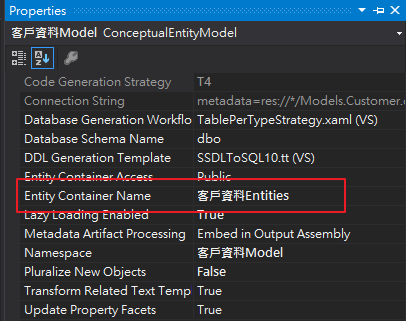 Properties
客戶資料Model ConceptualEntityModel
Code Generation Strategy T4
Connection String metadata=res://*/Models.Customer.
Database Generation Workflo TablePerTypeStrategy.xaml (VS)
Database Schema Name dbo
DDL Generation Template SSDLToSQL10.tt (VS)
Entity Container Access Public
Entity Container Name 客戶資料Entities
Lazy Loading Enabled True
Metadata Artifact Processing Embed in Output Assembly
Namespace 客戶資料Model
Pluralize New Objects False
Transform Related Text Temp True
Update Property Facets True